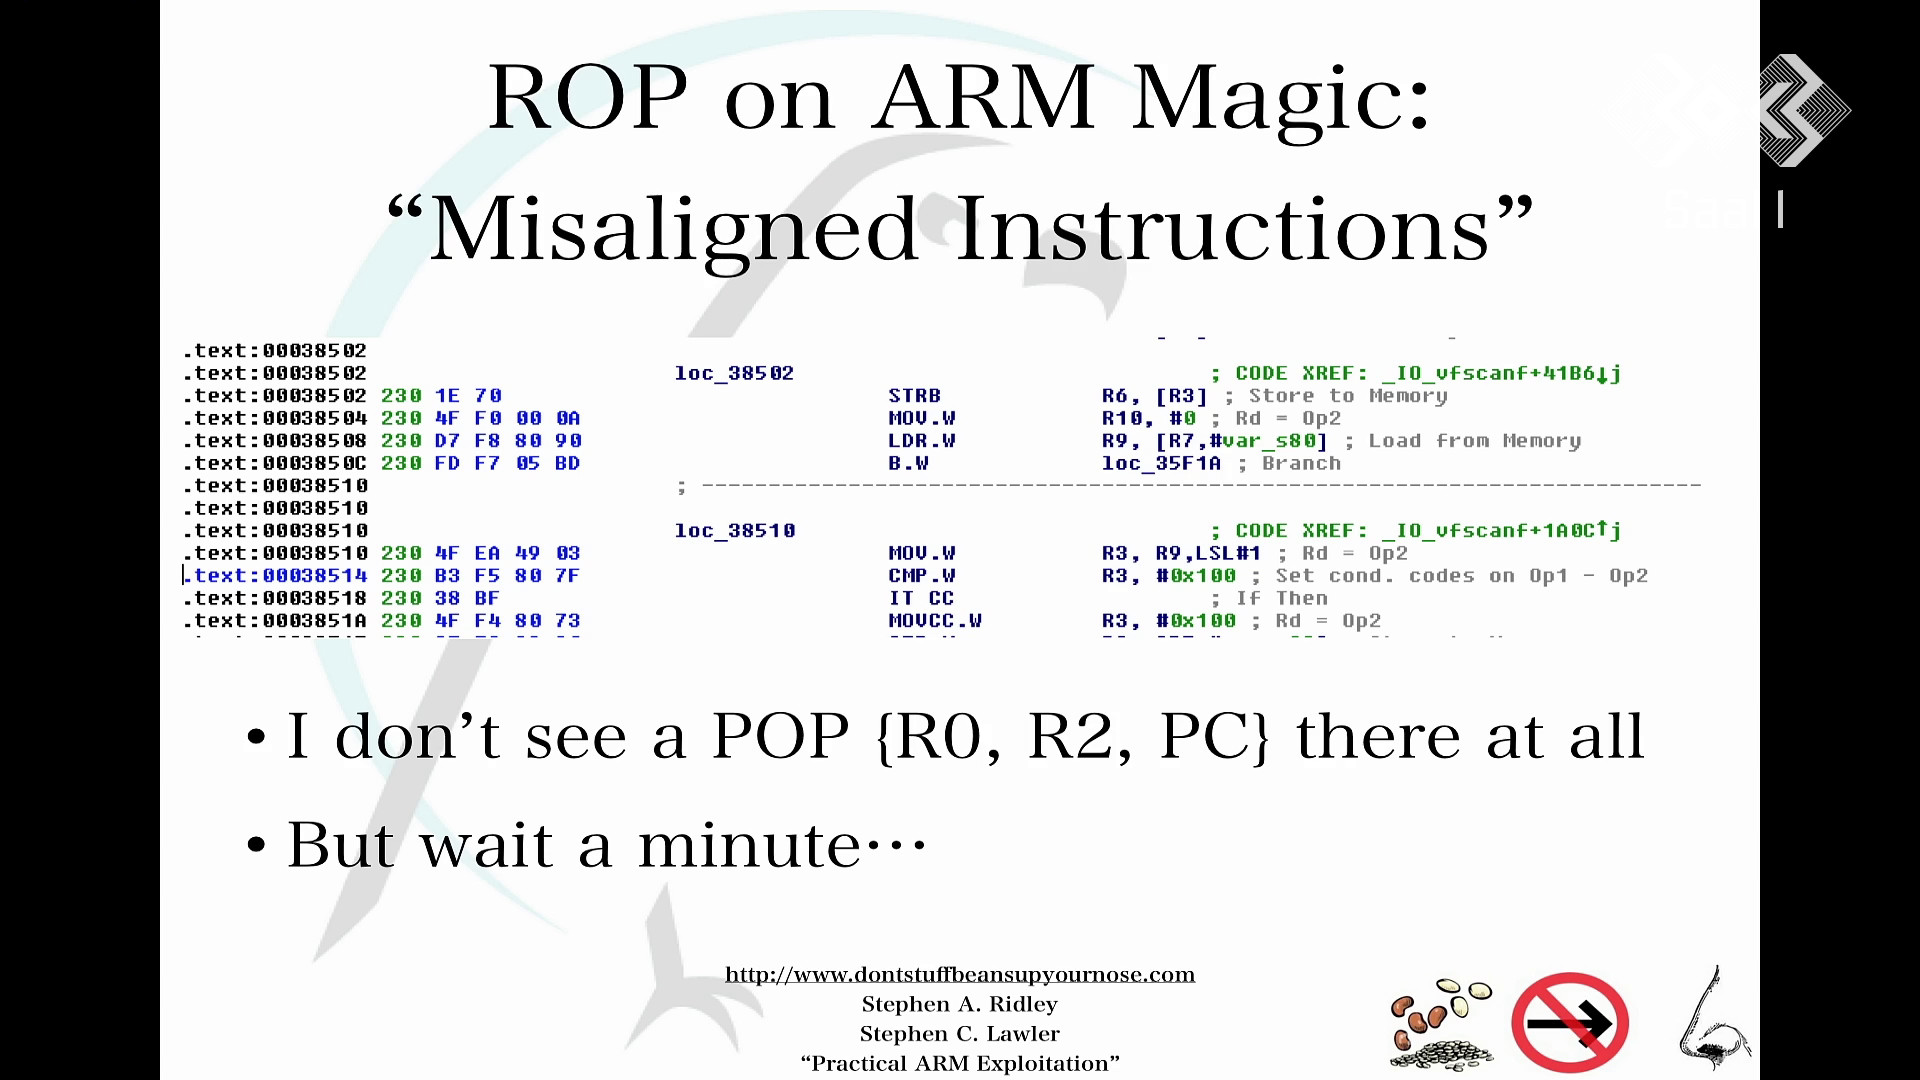 ROP on ARM Magic:
“Misaligned Instructions”
.text:00038502
.text:00038502 loc_38502 ; CODE XREF: _IO_vfscanf+41B6↓j
.text:00038502 230 1E 70 STRB R6, [R3] ; Store to Memory
.text:00038504 230 4F F0 00 0A MOV.W R10, #0 ; Rd = Op2
.text:00038508 230 D7 F8 80 90 LDR.W R9, [R7,#var_s80] ; Load from Memory
.text:0003850C 230 FD F7 05 BD B.W loc_35F1A ; Branch
.text:00038510 ; ---------------------------------------------------------------------------
.text:00038510
.text:00038510 loc_38510 ; CODE XREF: _IO_vfscanf+1A0C↑j
.text:00038510 230 4F EA 49 03 MOV.W R3, R9,LSL#1 ; Rd = Op2
.text:00038514 230 B3 F5 80 7F CMP.W R3, #0x100 ; Set cond. codes on Op1 - Op2
.text:00038518 230 38 BF IT CC ; If Then
.text:0003851A 230 4F F4 80 73 MOVCC.W R3, #0x100 ; Rd = Op2
• I don’t see a POP {R0, R2, PC} there at all
• But wait a minute…
http://www.dontstuffbeansupyournose.com
Stephen A. Ridley
Stephen C. Lawler
“Practical ARM Exploitation”
Saal 1